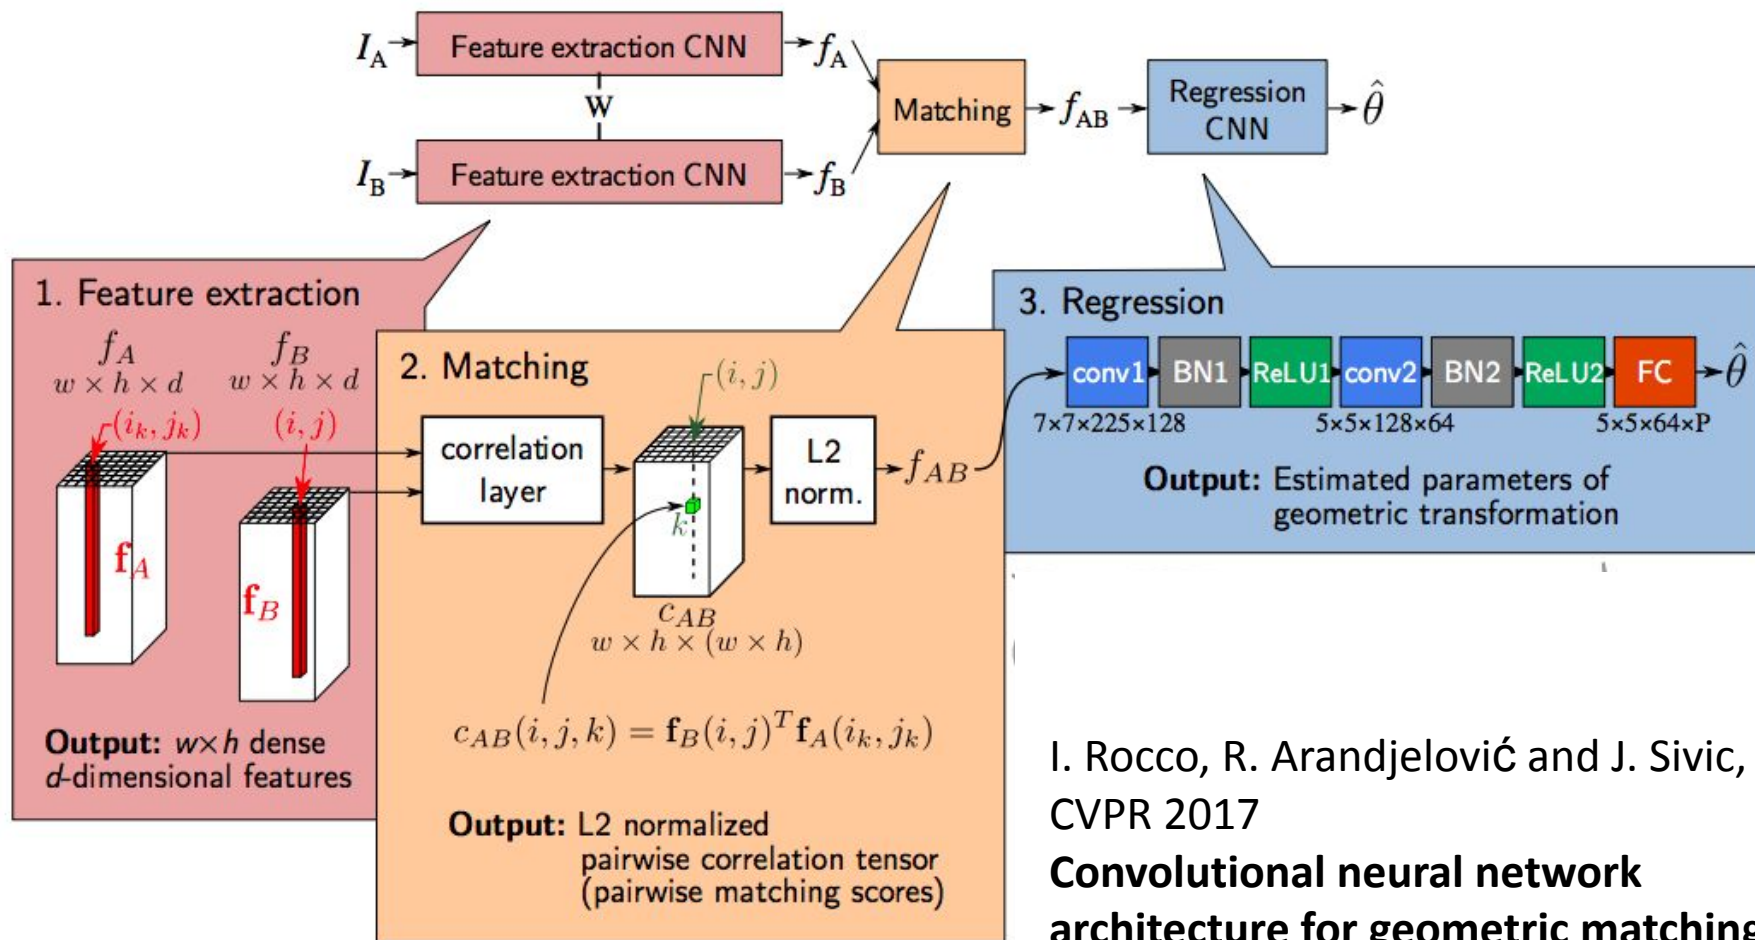 I_A
Feature extraction CNN
f_A
W
I_B
Feature extraction CNN
f_B
Matching
f_AB
Regression
CNN
θ̂
1. Feature extraction
f_A
w × h × d
f_B
w × h × d
(i_k, j_k)
(i, j)
f_A
f_B
Output: w×h dense
d-dimensional features
2. Matching
(i, j)
correlation
layer
k
L2
norm.
f_AB
c_AB
w × h × (w × h)
c_AB(i, j, k) = f_B(i, j)^T f_A(i_k, j_k)
Output: L2 normalized
pairwise correlation tensor
(pairwise matching scores)
3. Regression
conv1 BN1 ReLU1 conv2 BN2 ReLU2 FC θ̂
7×7×225×128 5×5×128×64 5×5×64×P
Output: Estimated parameters of
geometric transformation
I. Rocco, R. Arandjelović and J. Sivic,
CVPR 2017
Convolutional neural network
architecture for geometric matching